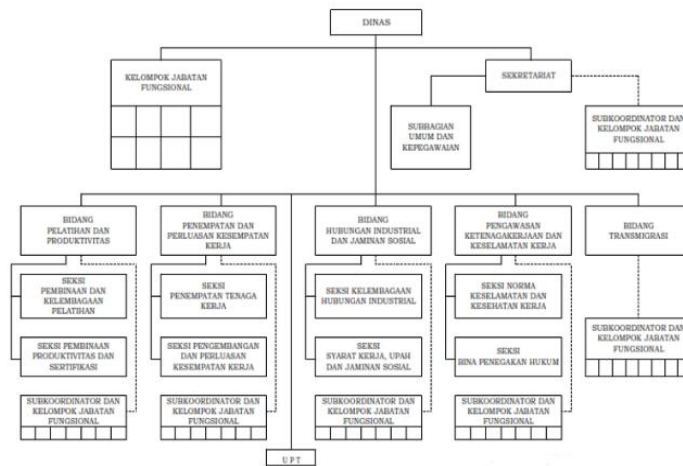 DINAS
KELOMPOK JABATAN
FUNGSIONAL
SEKRETARIAT
SUBBAGIAN
UMUM DAN
KEPEGAWAIAN
SUBKOORDINATOR DAN
KELOMPOK JABATAN
FUNGSIONAL
BIDANG
PELATIHAN DAN
PRODUKTIVITAS
BIDANG
PENEMPATAN DAN
PERLUASAN KESEMPATAN
KERJA
BIDANG
HUBUNGAN INDUSTRIAL
DAN JAMINAN SOSIAL
BIDANG
PENGAWASAN
KETENAGAKERJAAN DAN
KESELAMATAN KERJA
BIDANG
TRANSMIGRASI
SEKSI
PEMBINAAN DAN
KELEMBAGAAN
PELATIHAN
SEKSI
PENEMPATAN TENAGA
KERJA
SEKSI KELEMBAGAAN
HUBUNGAN INDUSTRIAL
SEKSI NORMA
KESELAMATAN DAN
KESEHATAN KERJA
SEKSI PEMBINAAN
PRODUKTIVITAS DAN
SERTIFIKASI
SEKSI PENGEMBANGAN
DAN PERLUASAN
KESEMPATAN KERJA
SEKSI
SYARAT KERJA, UPAH
DAN JAMINAN SOSIAL
SEKSI
BINA PENEGAKAN HUKUM
SUBKOORDINATOR DAN
KELOMPOK JABATAN
FUNGSIONAL
SUBKOORDINATOR DAN
KELOMPOK JABATAN
FUNGSIONAL
SUBKOORDINATOR DAN
KELOMPOK JABATAN
FUNGSIONAL
SUBKOORDINATOR DAN
KELOMPOK JABATAN
FUNGSIONAL
SUBKOORDINATOR DAN
KELOMPOK JABATAN
FUNGSIONAL
UPT